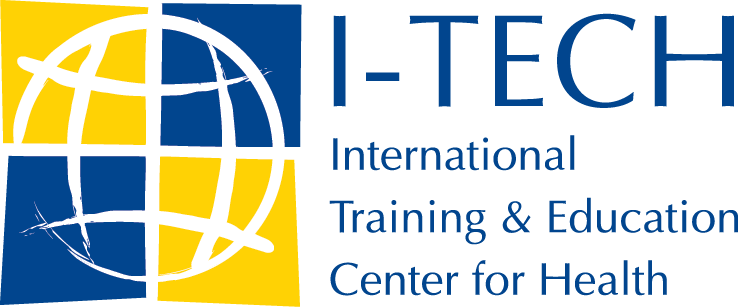 I-TECH
International
Training & Education
Center for Health